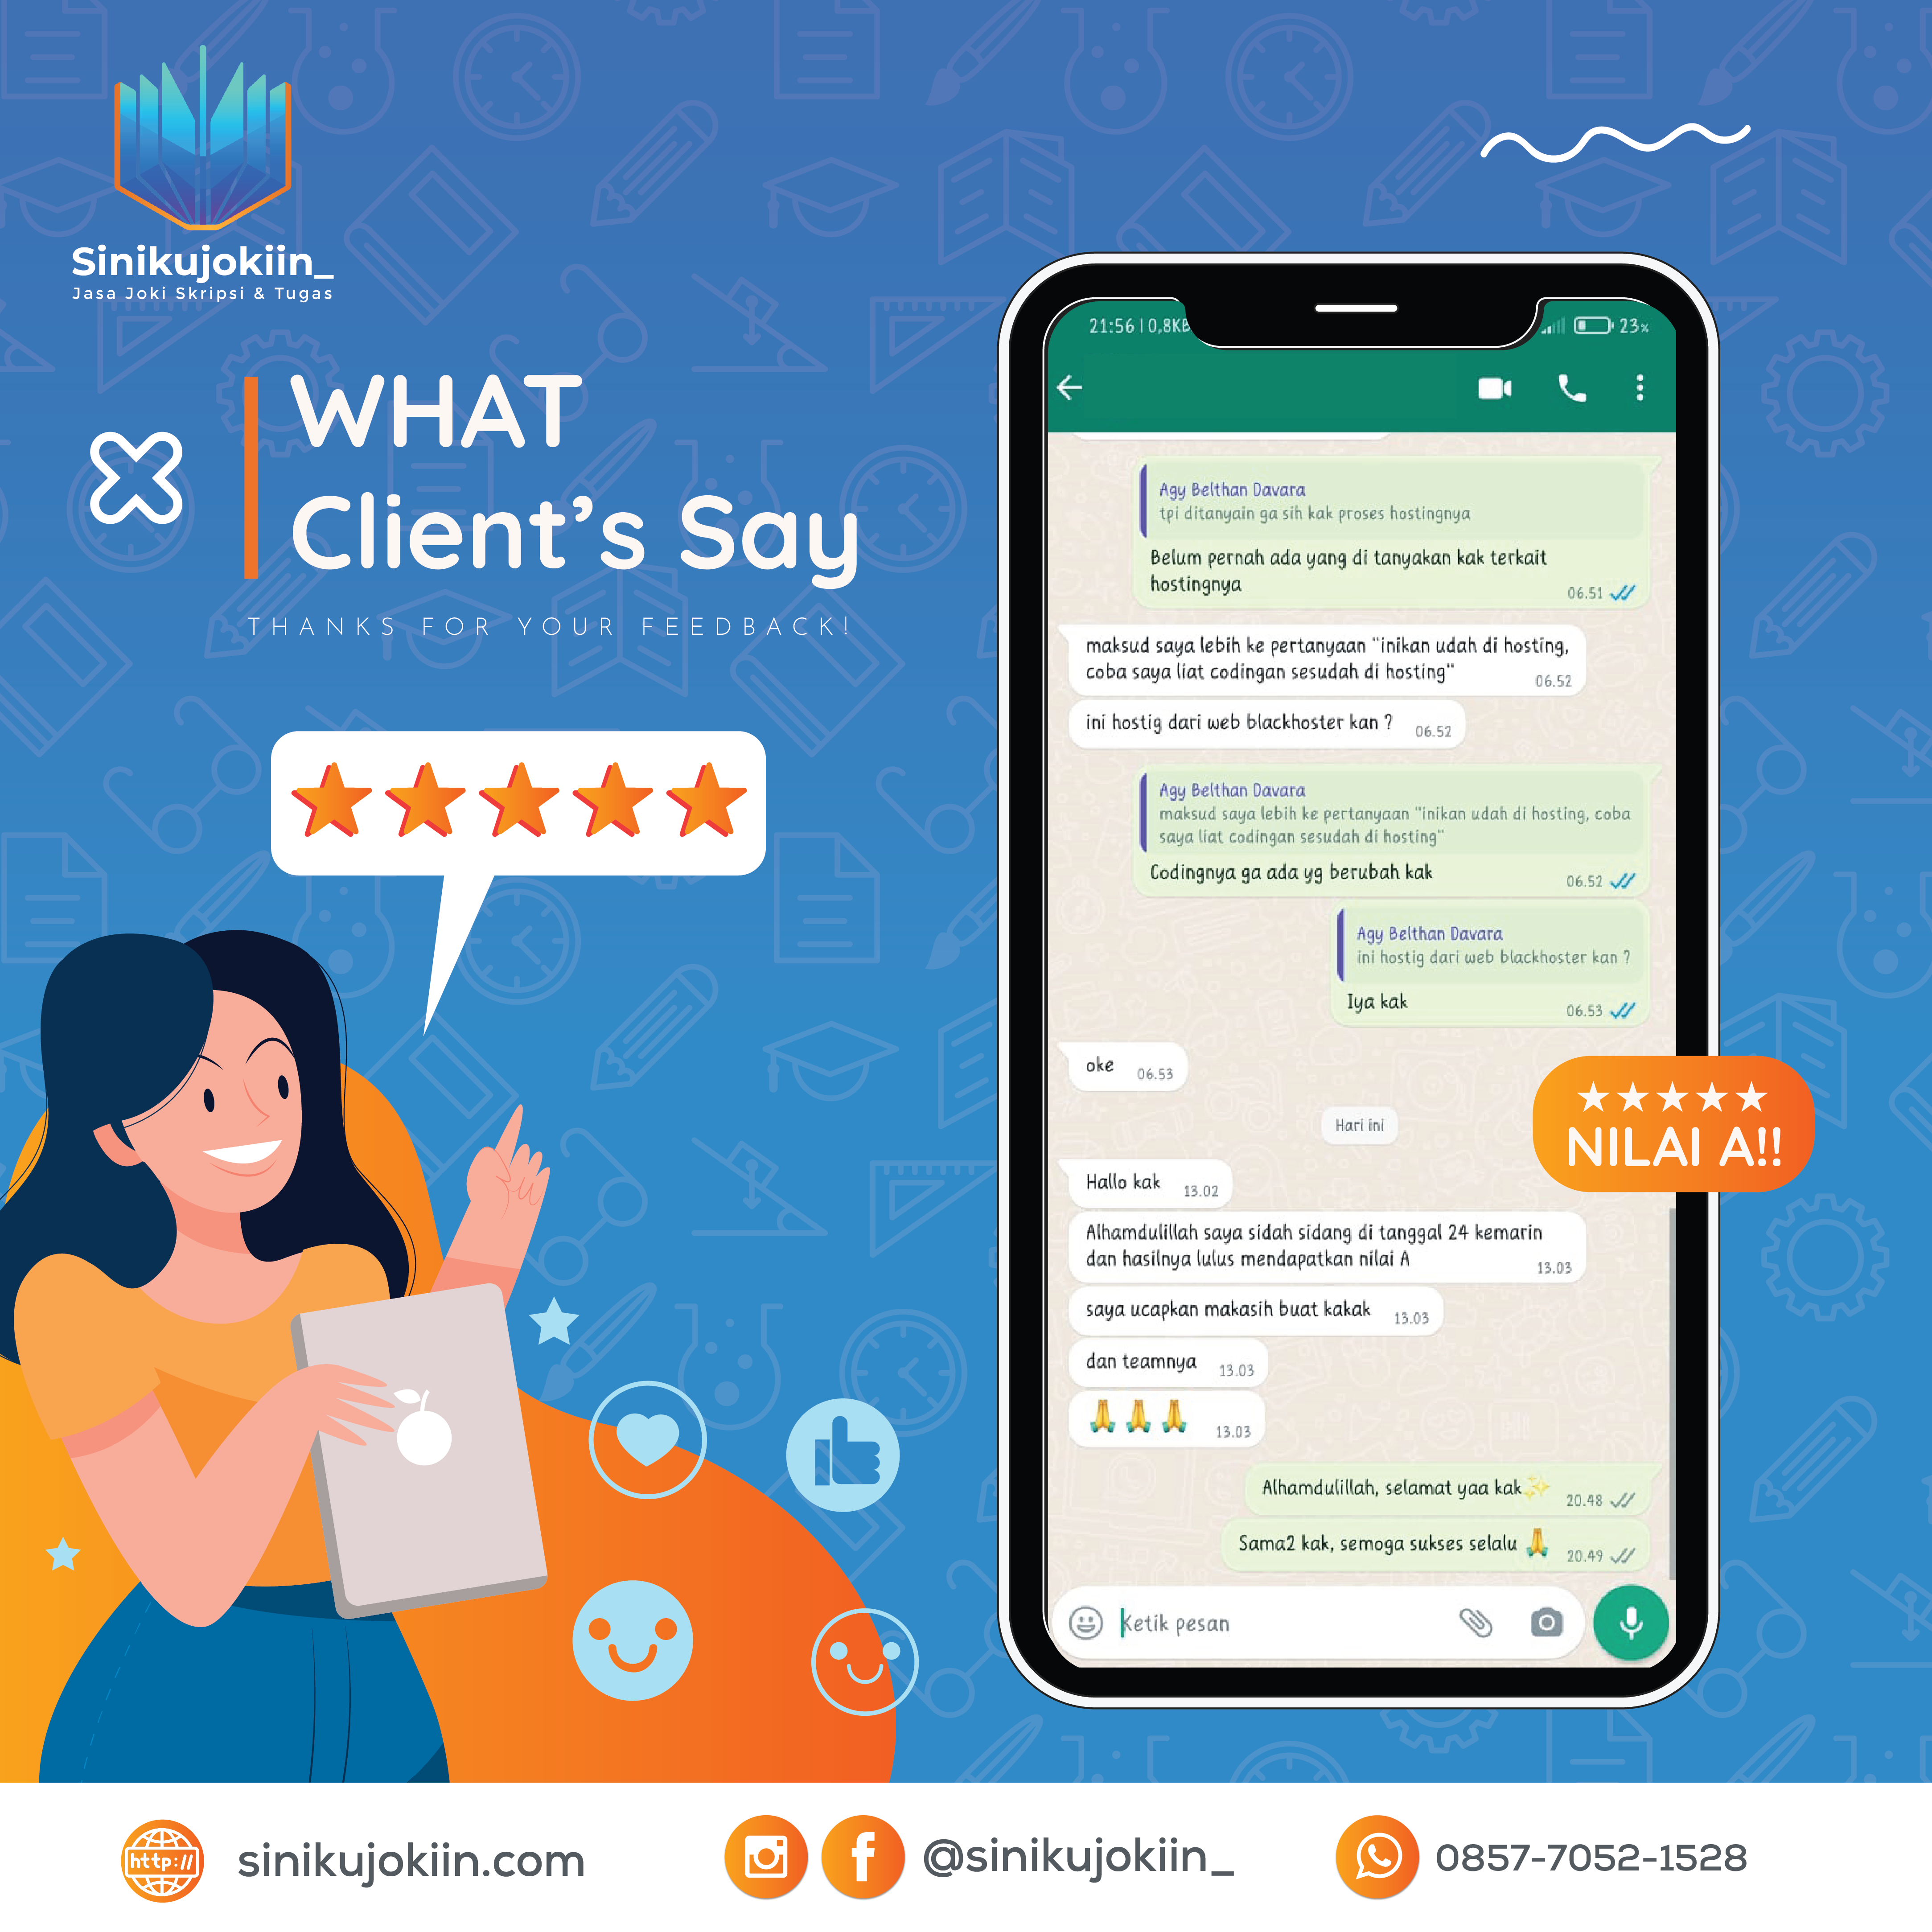 Sinikujokiin_
Jasa Joki Skripsi & Tugas
WHAT
Client's Say
THANKS FOR YOUR FEEDBACK!
21:56 | 0,8KB
23%
Agy Belthan Davara
tpi ditanyain ga sih kak proses hostingnya
Belum pernah ada yang di tanyakan kak terkait
hostingnya
06.51
maksud saya lebih ke pertanyaan "inikan udah di hosting,
coba saya liat codingan sesudah di hosting"
06.52
ini hostig dari web blackhoster kan ?
06.52
Agy Belthan Davara
maksud saya lebih ke pertanyaan "inikan udah di hosting, coba
saya liat codingan sesudah di hosting"
Codingnya ga ada yg berubah kak
06.52
Agy Belthan Davara
ini hostig dari web blackhoster kan ?
Iya kak
06.53
oke
06.53
Hari ini
NILAI A!!
Hallo kak
13.02
Alhamdulillah saya sidah sidang di tanggal 24 kemarin
dan hasilnya lulus mendapatkan nilai A
13.03
saya ucapkan makasih buat kakak
13.03
dan teamnya
13.03
🙏🙏🙏
13.03
Alhamdulillah, selamat yaa kak✨
20.48
Sama2 kak, semoga sukses selalu 🙏
20.49
Ketik pesan
http://
sinikujokiin.com
@sinikujokiin_
0857-7052-1528